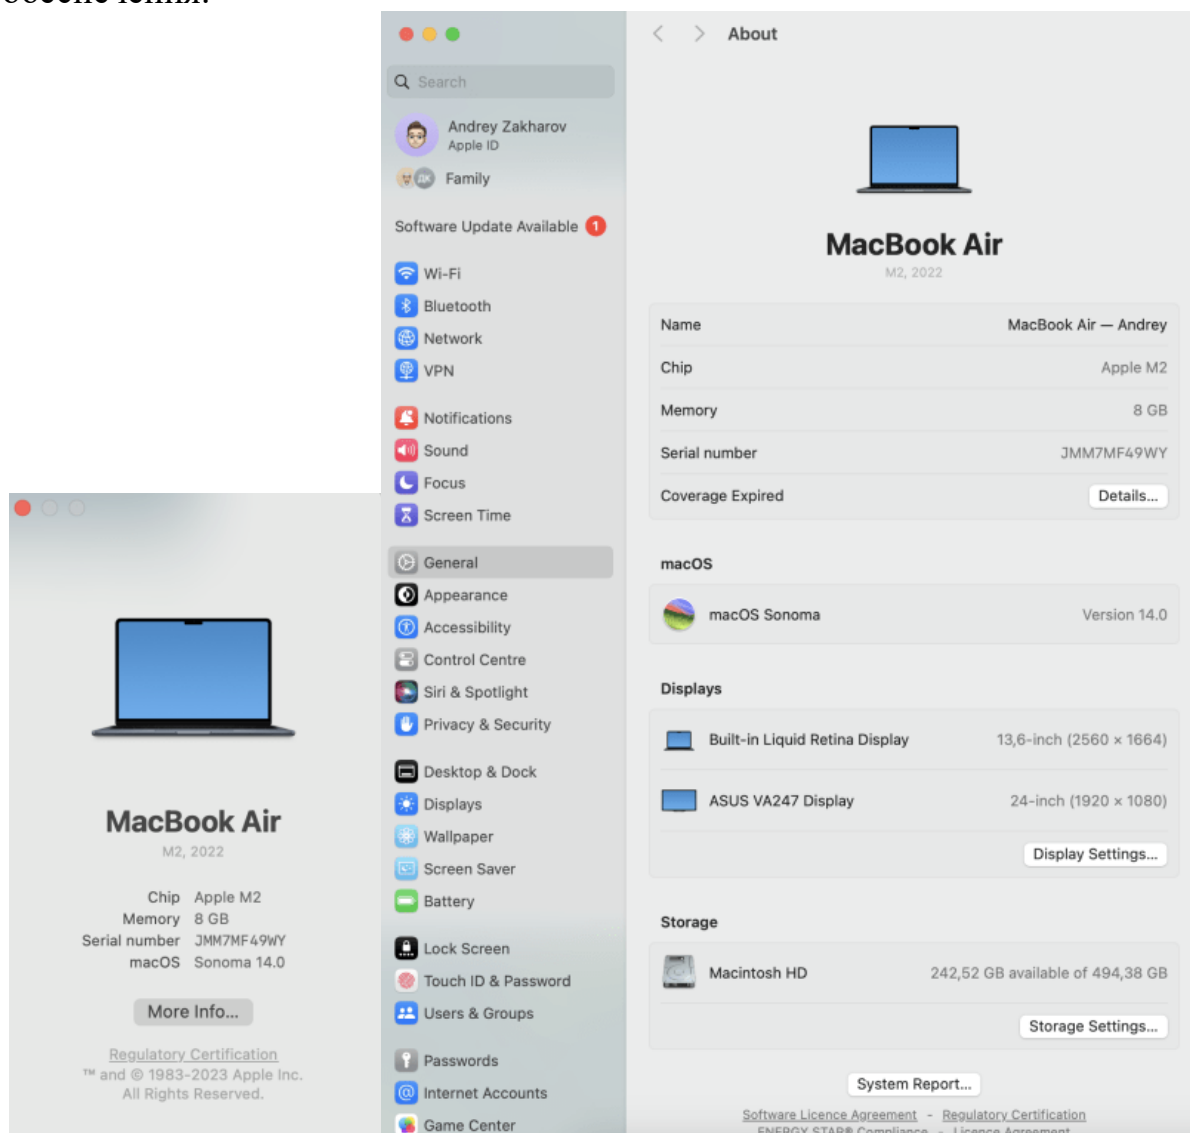 MacBook Air
M2, 2022
Chip Apple M2
Memory 8 GB
Serial number JMM7MF49WY
macOS Sonoma 14.0
More Info...
Regulatory Certification
™ and © 1983-2023 Apple Inc.
All Rights Reserved.
Search
Andrey Zakharov
Apple ID
ДК
Family
Software Update Available 1
Wi-Fi
Bluetooth
Network
VPN
Notifications
Sound
Focus
Screen Time
General
Appearance
Accessibility
Control Centre
Siri & Spotlight
Privacy & Security
Desktop & Dock
Displays
Wallpaper
Screen Saver
Battery
Lock Screen
Touch ID & Password
Users & Groups
Passwords
Internet Accounts
Game Center
About
MacBook Air
M2, 2022
Name MacBook Air — Andrey
Chip Apple M2
Memory 8 GB
Serial number JMM7MF49WY
Coverage Expired Details...
macOS
macOS Sonoma Version 14.0
Displays
Built-in Liquid Retina Display 13,6-inch (2560 × 1664)
ASUS VA247 Display 24-inch (1920 × 1080)
Display Settings...
Storage
Macintosh HD 242,52 GB available of 494,38 GB
Storage Settings...
System Report...
Software Licence Agreement - Regulatory Certification
ENERGY STAR® Compliance - Licence Agreement